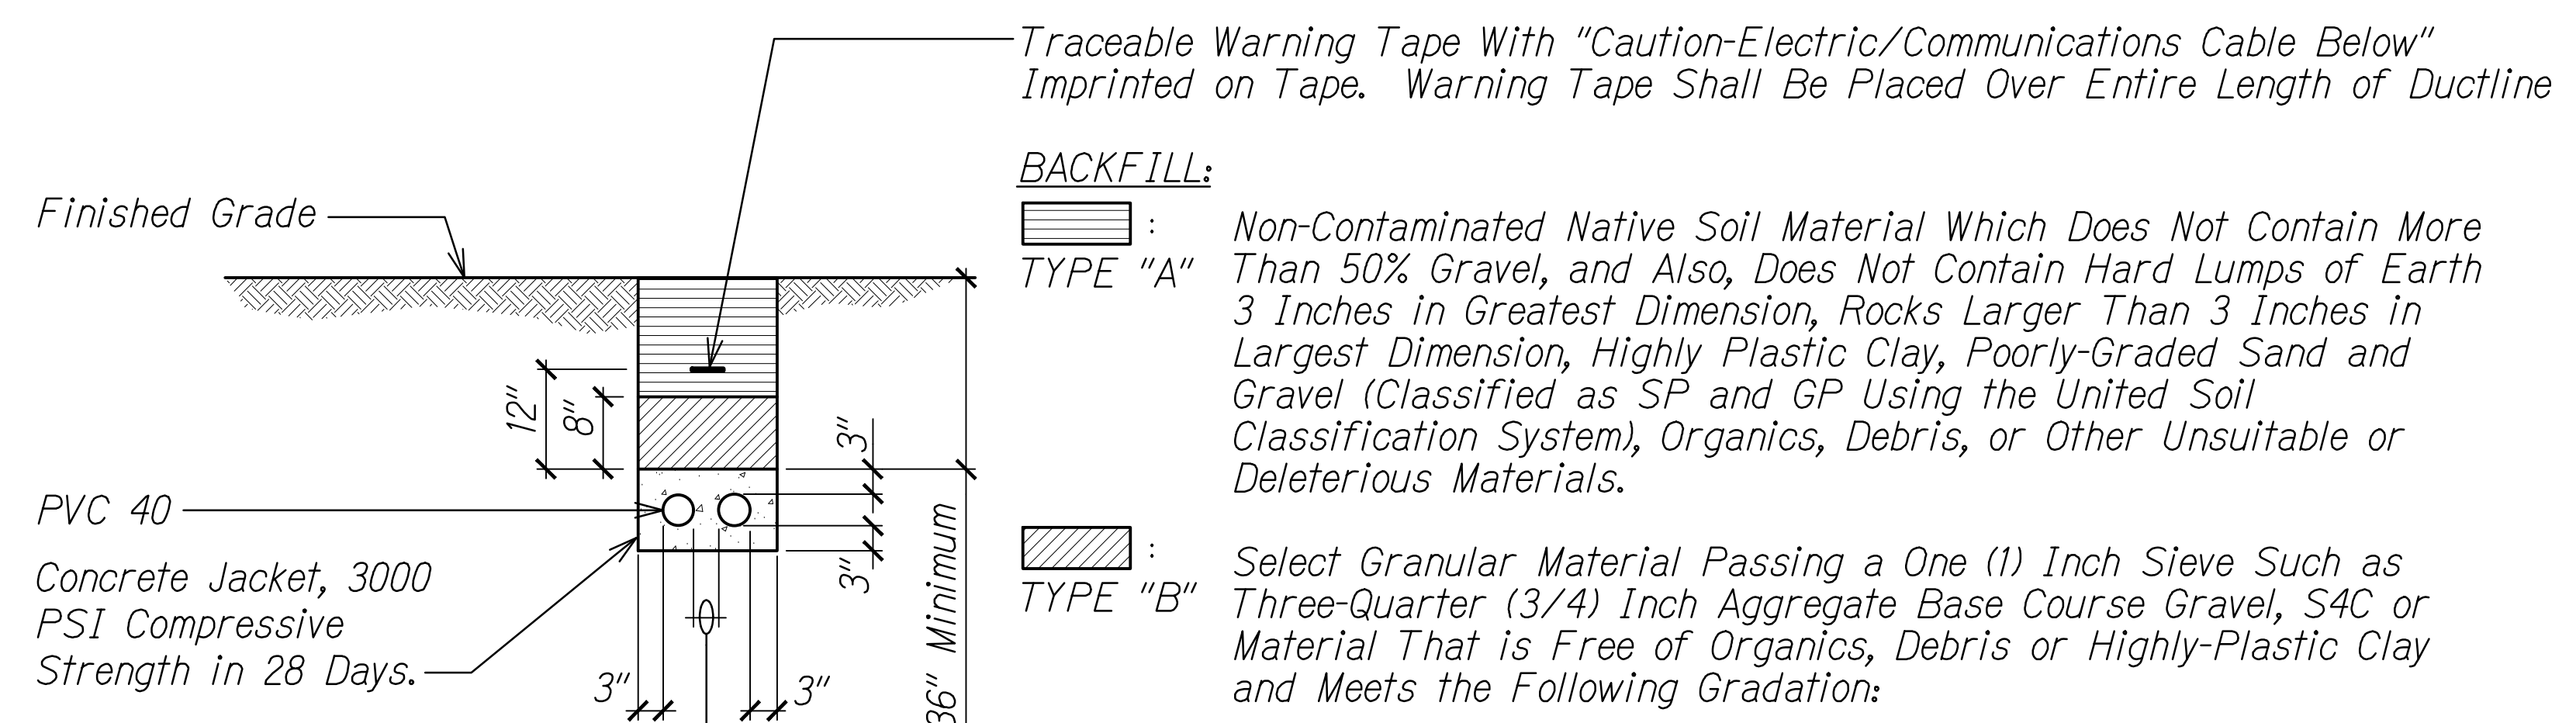 Traceable Warning Tape With "Caution-Electric/Communications Cable Below"
Imprinted on Tape. Warning Tape Shall Be Placed Over Entire Length of Ductline
BACKFILL:
:
TYPE "A"
Non-Contaminated Native Soil Material Which Does Not Contain More
Than 50% Gravel, and Also, Does Not Contain Hard Lumps of Earth
3 Inches in Greatest Dimension, Rocks Larger Than 3 Inches in
Largest Dimension, Highly Plastic Clay, Poorly-Graded Sand and
Gravel (Classified as SP and GP Using the United Soil
Classification System), Organics, Debris, or Other Unsuitable or
Deleterious Materials.
:
TYPE "B"
Select Granular Material Passing a One (1) Inch Sieve Such as
Three-Quarter (3/4) Inch Aggregate Base Course Gravel, S4C or
Material That is Free of Organics, Debris or Highly-Plastic Clay
and Meets the Following Gradation:
Finished Grade
12"
8"
3"
PVC 40
3"
Concrete Jacket, 3000
PSI Compressive
Strength in 28 Days.
3"
3"
36" Minimum